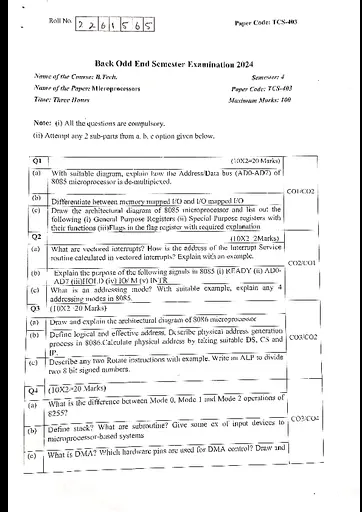 Roll No. 2 2 6 1 5 6 5
Paper Code: TCS-403
Back Odd End Semester Examination 2024
Name of the Course: B.Tech. Semester: 4
Name of the Paper: Microprocessors Paper Code: TCS-403
Time: Three Hours Maximum Marks: 100
Note: (i) All the questions are compulsory.
(ii) Attempt any 2 sub-parts from a, b, c option given below.
Q1 (10X2=20 Marks)
(a) With suitable diagram, explain how the Address/Data bus (AD0-AD7) of
8085 microprocessor is de-multiplexed.
CO1/CO2
(b) Differentiate between memory mapped I/O and I/O mapped I/O
(c) Draw the architectural diagram of 8085 microprocessor and list out the
following (i) General Purpose Registers (ii) Special Purpose registers with
their functions (iii)Flags in the flag register with required explanation
Q2 (10X2 2Marks)
(a) What are vectored interrupts? How is the address of the Interrupt Service
routine calculated in vectored interrupts? Explain with an example.
CO2/CO1
(b) Explain the purpose of the following signals in 8085 (i) READY (ii) AD0-
AD7 (iii)HOLD (iv) IO/M (v) INTR
(c) What is an addressing mode? With suitable example, explain any 4
addressing modes in 8085.
Q3 (10X2=20 Marks)
(a) Draw and explain the architectural diagram of 8086 microprocessor
(b) Define logical and effective address. Describe physical address generation
process in 8086.Calculate physical address by taking suitable DS, CS and
IP.
CO3/CO2
(c) Describe any two Rotate instructions with example. Write an ALP to divide
two 8 bit signed numbers.
Q4 (10X2=20 Marks)
(a) What is the difference between Mode 0, Mode 1 and Mode 2 operations of
8255?
CO3/CO4
(b) Define stack? What are subroutine? Give some ex of input devices to
microprocessor-based systems
(c) What is DMA? Which hardware pins are used for DMA control? Draw and